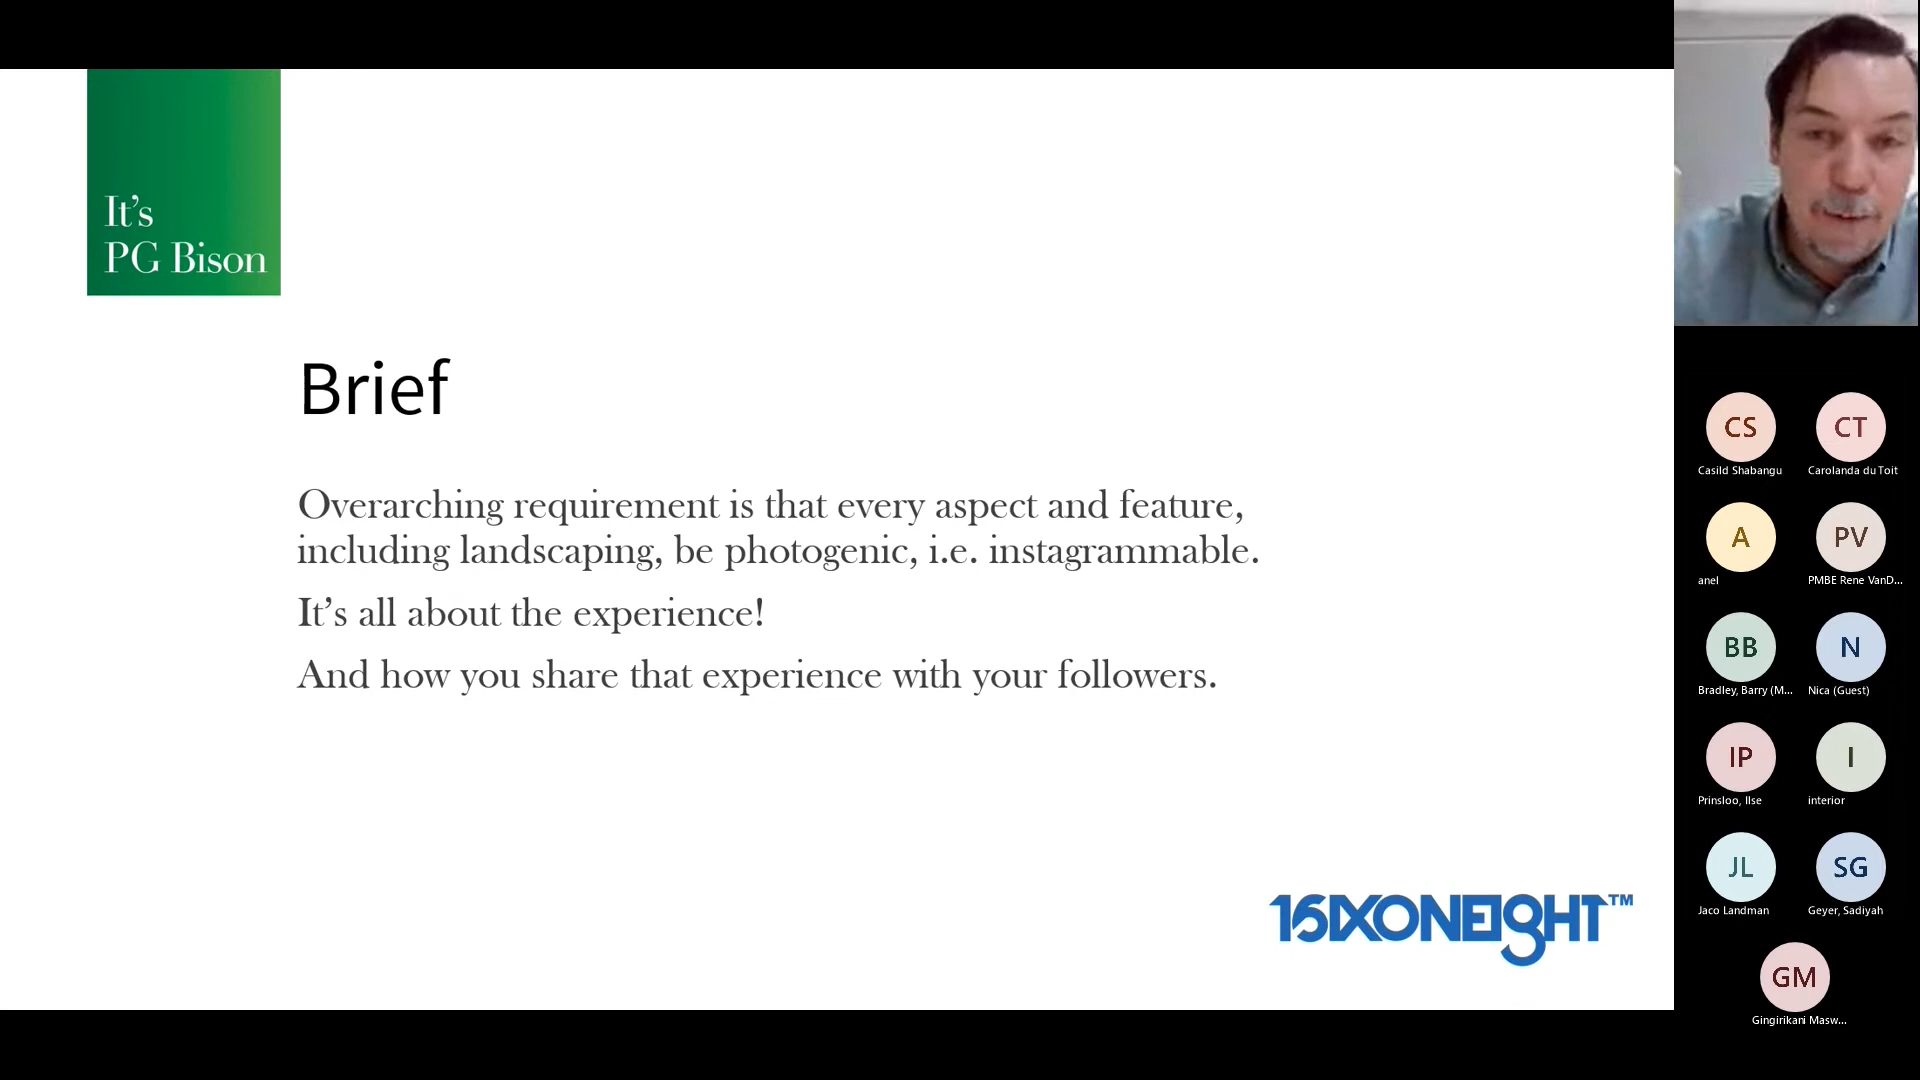 It's
PG Bison
Brief
Overarching requirement is that every aspect and feature,
including landscaping, be photogenic, i.e. instagrammable.
It's all about the experience!
And how you share that experience with your followers.
16IXONEIGHT™
CS
CT
Casild Shabangu
Carolanda du Toit
A
PV
anel
PMBE Rene VanD...
BB
N
Bradley, Barry (M...
Nica (Guest)
IP
I
Prinsloo, Ilse
interior
JL
SG
Jaco Landman
Geyer, Sadiyah
GM
Gingirikani Masw...